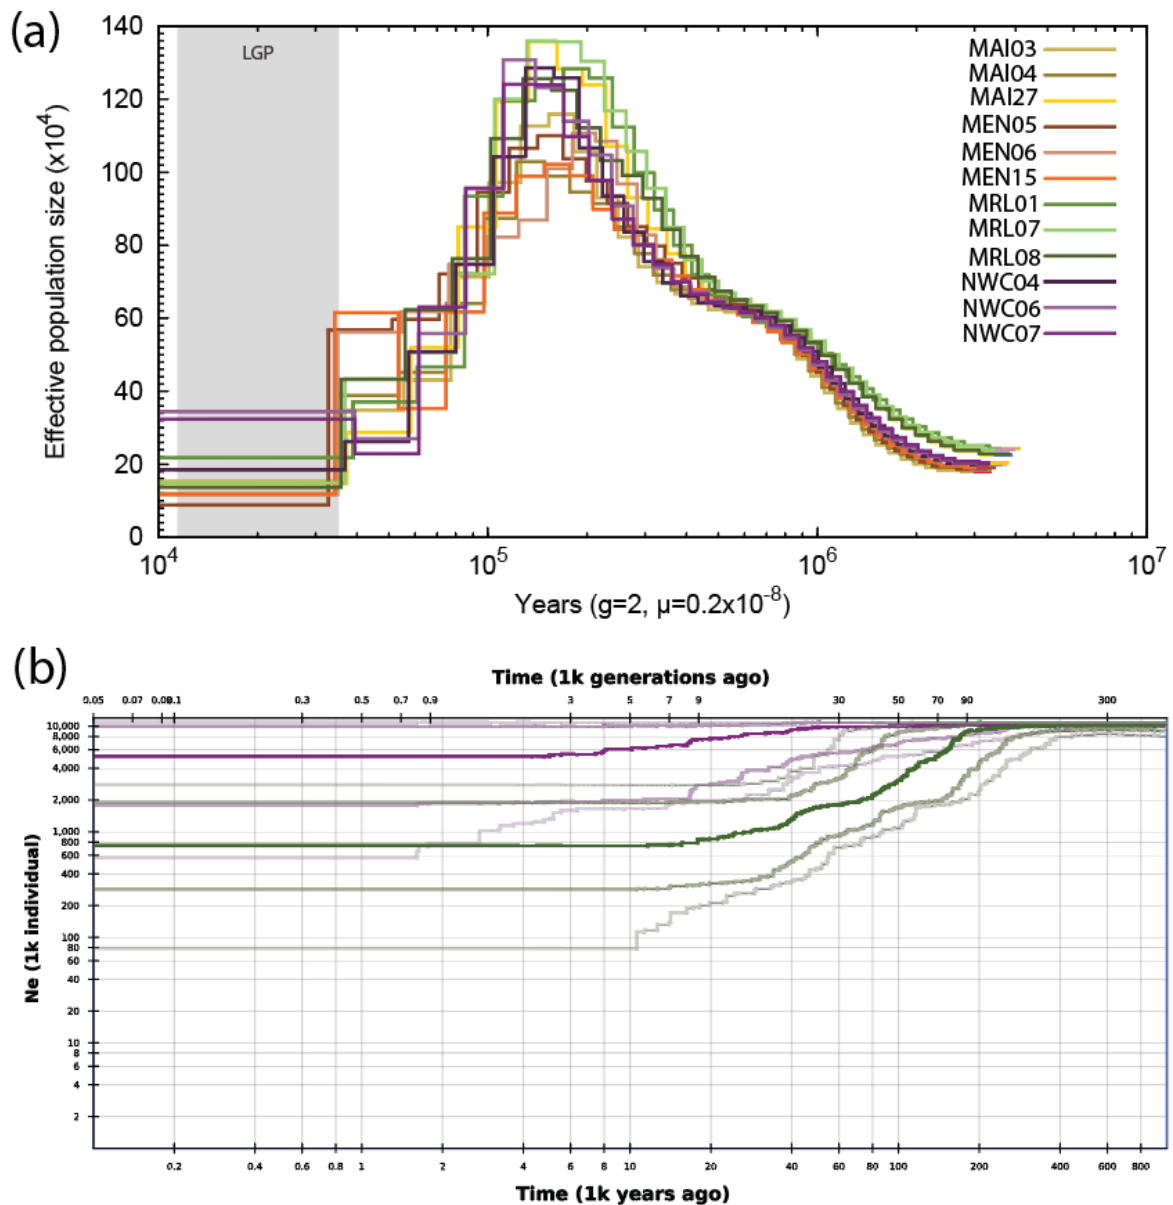 (a)
140
120
100
80
60
40
20
0
Effective population size (x10⁴)
LGP
MAI03
MAI04
MAI27
MEN05
MEN06
MEN15
MRL01
MRL07
MRL08
NWC04
NWC06
NWC07
10⁴ 10⁵ 10⁶ 10⁷
Years (g=2, μ=0.2x10⁻⁸)
(b)
Time (1k generations ago)
0.05 0.07 0.1 0.3 0.5 0.7 0.9 3 5 7 9 30 50 70 90 300
10,000
8,000
6,000
4,000
2,000
1,000
800
600
400
200
100
80
60
40
20
10
8
6
4
2
Ne (1k individual)
0.2 0.4 0.6 0.8 1 2 4 6 8 10 20 40 60 80 100 200 400 600 800
Time (1k years ago)